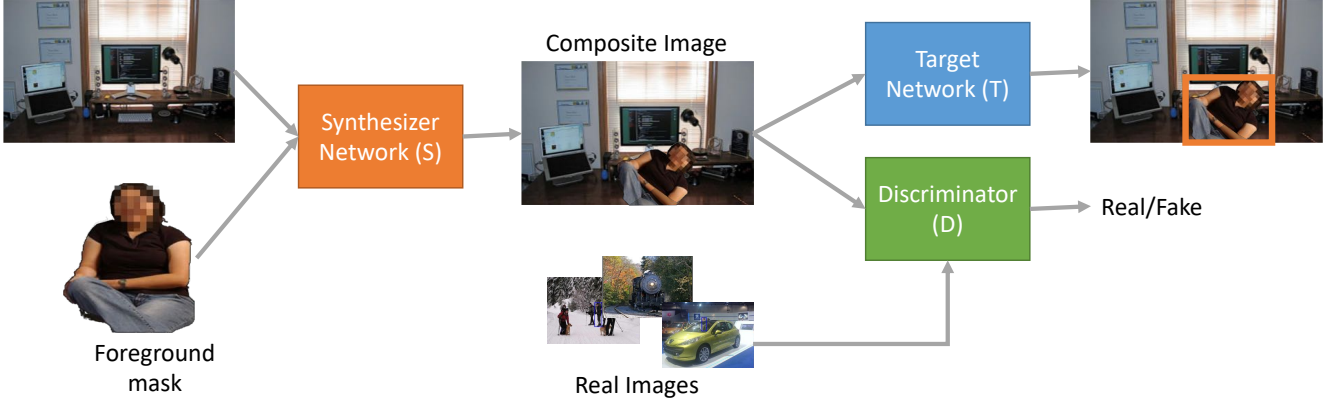 Composite Image
Synthesizer
Network (S)
Target
Network (T)
Discriminator
(D)
Real/Fake
Foreground
mask
Real Images